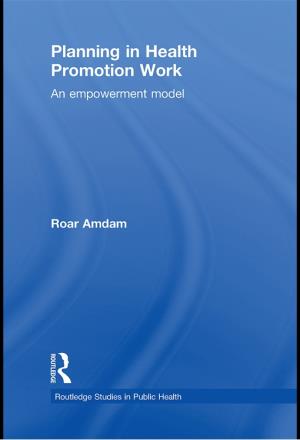 Planning in Health
Promotion Work
An empowerment model
Roar Amdam
ROUTLEDGE
Routledge Studies in Public Health